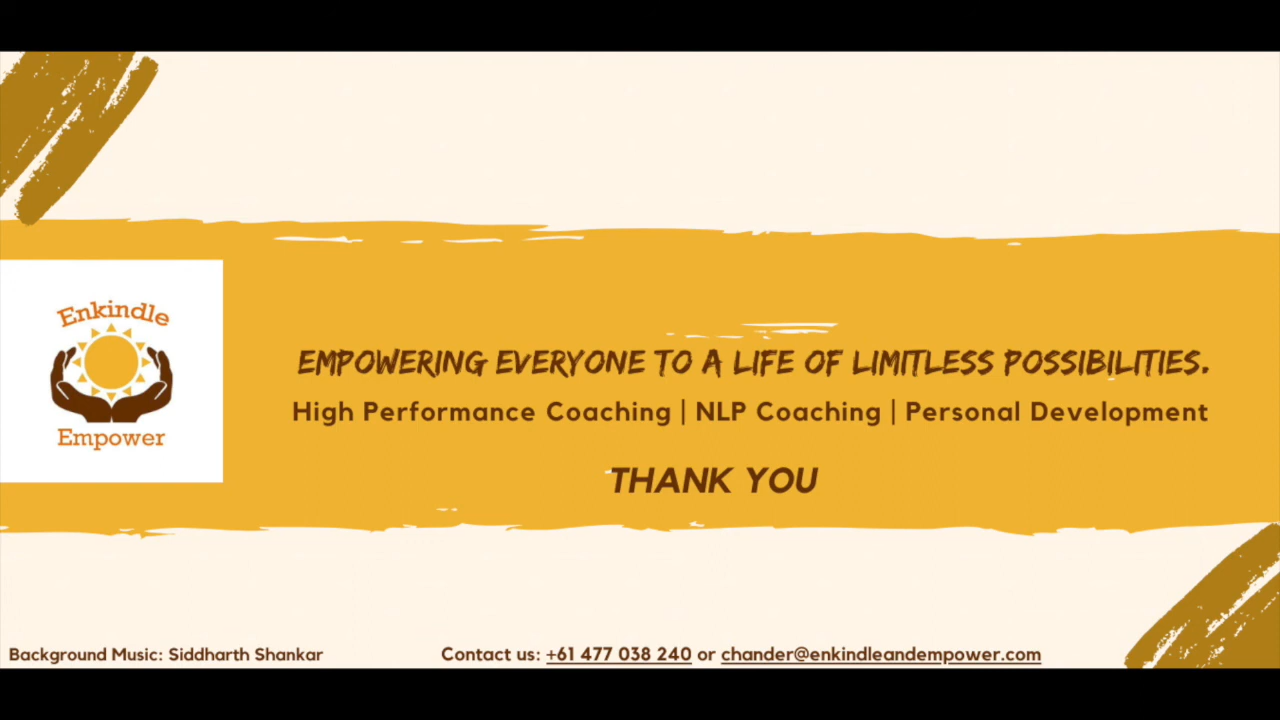 Enkindle
Empower
EMPOWERING EVERYONE TO A LIFE OF LIMITLESS POSSIBILITIES.
High Performance Coaching | NLP Coaching | Personal Development
THANK YOU
Background Music: Siddharth Shankar
Contact us: +61 477 038 240 or chander@enkindleandempower.com